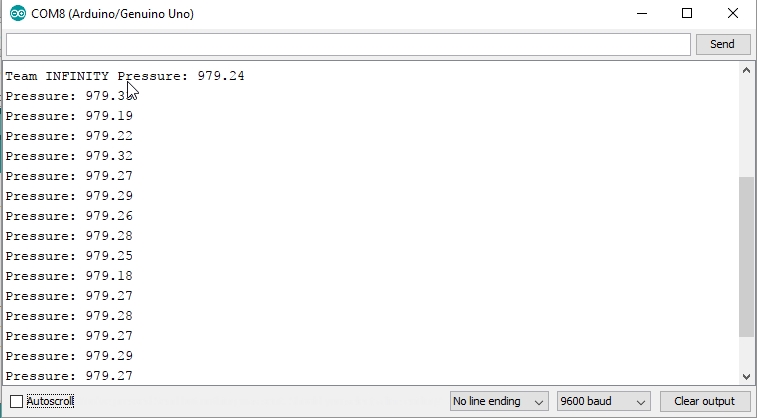 COM8 (Arduino/Genuino Uno)
Send
Team INFINITY Pressure: 979.24
Pressure:
Pressure: 979.19
Pressure: 979.22
Pressure: 979.32
Pressure: 979.27
Pressure: 979.29
Pressure: 979.26
Pressure: 979.28
Pressure: 979.25
Pressure: 979.18
Pressure: 979.27
Pressure: 979.28
Pressure: 979.27
Pressure: 979.29
Pressure: 979.27
Autoscroll No line ending 9600 baud Clear output